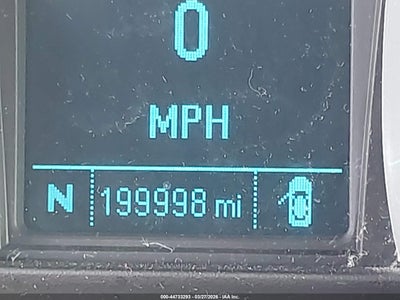 0
MPH
N 199998 mi
000-44733293 - 03/27/2026 - IAA Inc.